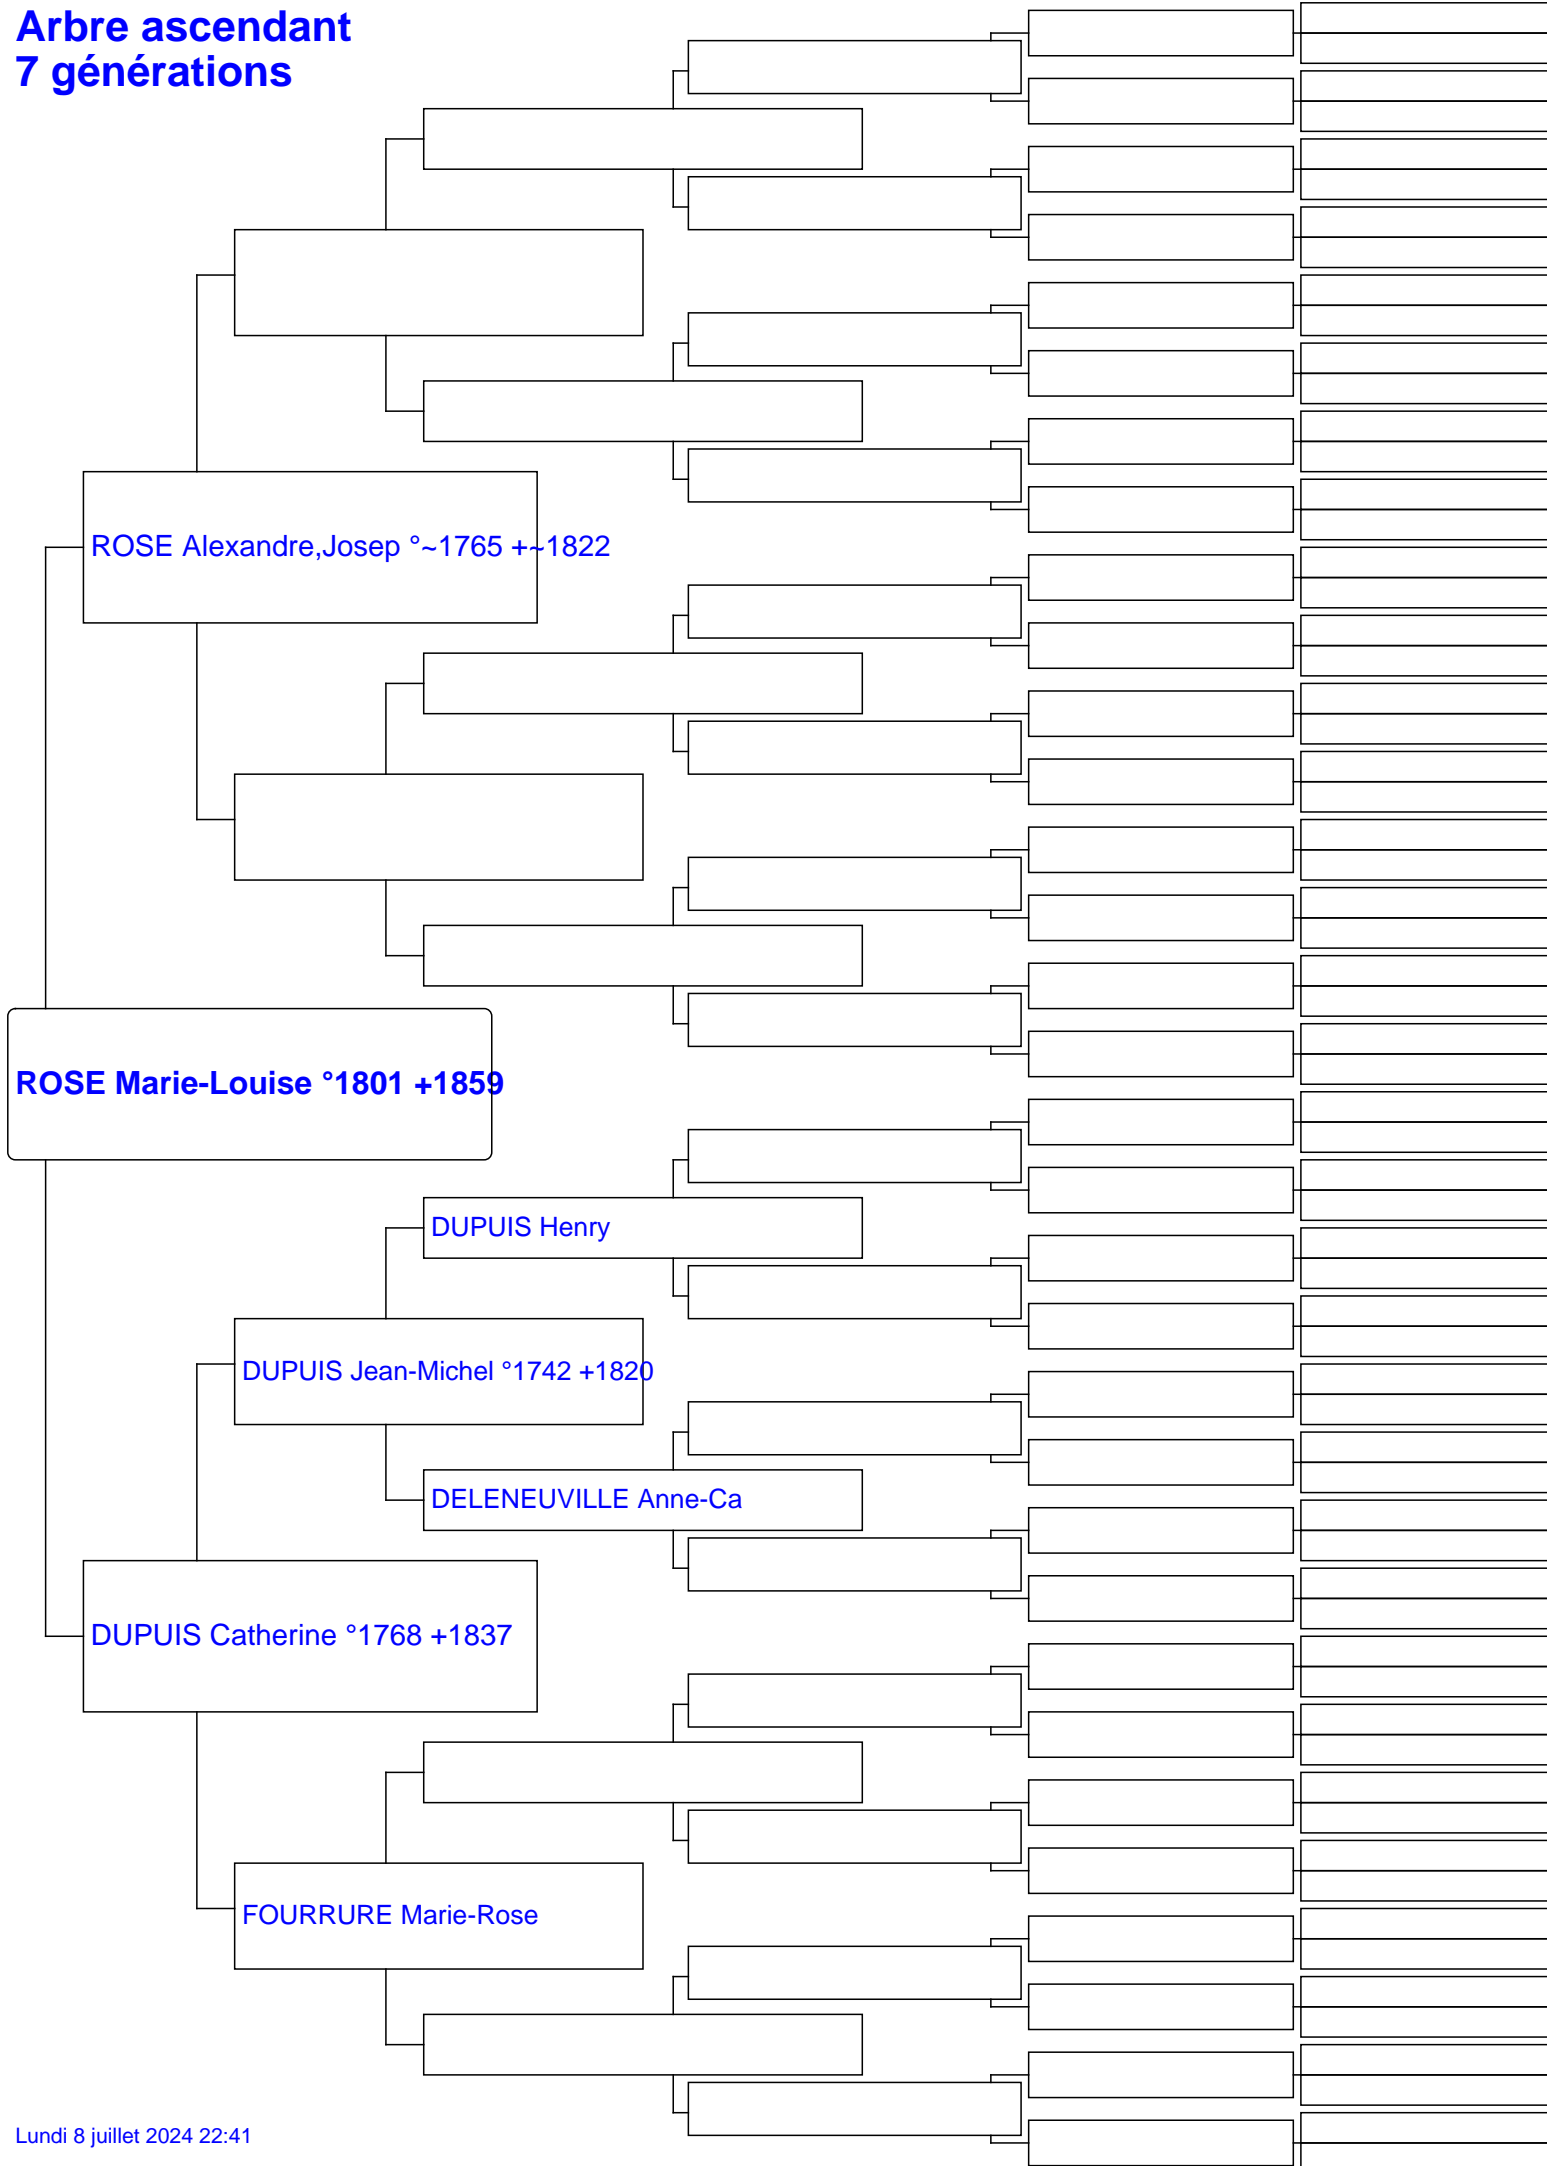 Arbre ascendant
7 générations
ROSE Alexandre,Josep °~1765 +~1822
ROSE Marie-Louise °1801 +1859
DUPUIS Henry
DUPUIS Jean-Michel °1742 +1820
DELENEUVILLE Anne-Ca
DUPUIS Catherine °1768 +1837
FOURRURE Marie-Rose
Lundi 8 juillet 2024 22:41